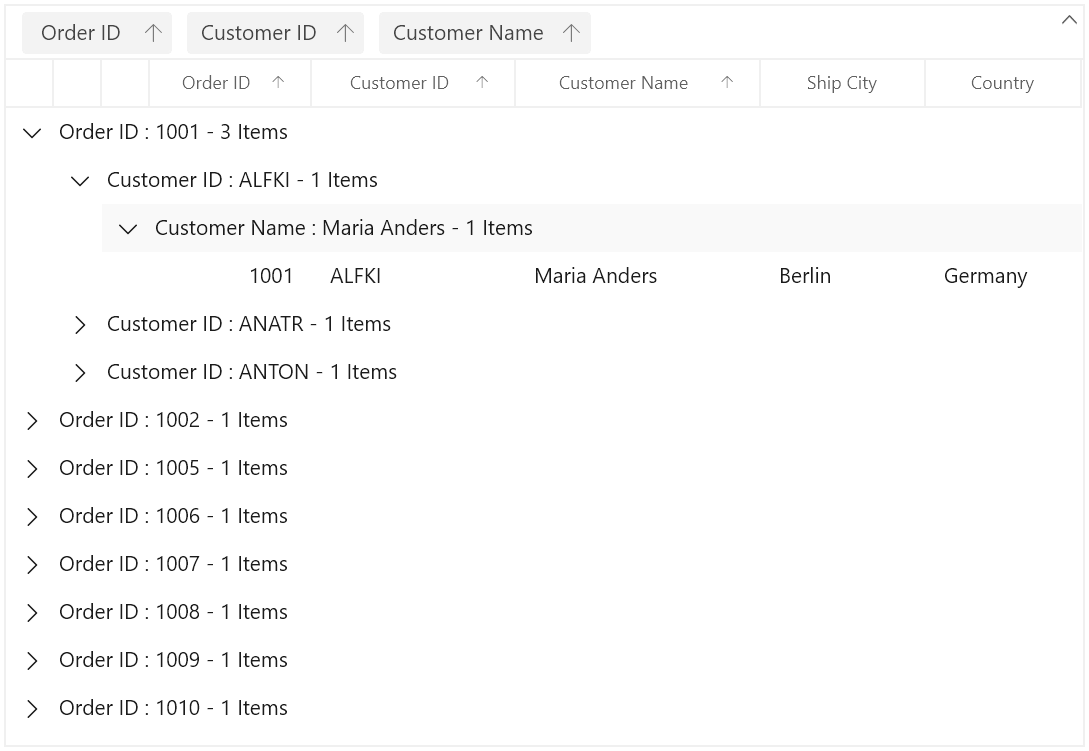 Order ID Customer ID Customer Name
Order ID Customer ID Customer Name Ship City Country
Order ID : 1001 - 3 Items
Customer ID : ALFKI - 1 Items
Customer Name : Maria Anders - 1 Items
1001 ALFKI Maria Anders Berlin Germany
Customer ID : ANATR - 1 Items
Customer ID : ANTON - 1 Items
Order ID : 1002 - 1 Items
Order ID : 1005 - 1 Items
Order ID : 1006 - 1 Items
Order ID : 1007 - 1 Items
Order ID : 1008 - 1 Items
Order ID : 1009 - 1 Items
Order ID : 1010 - 1 Items